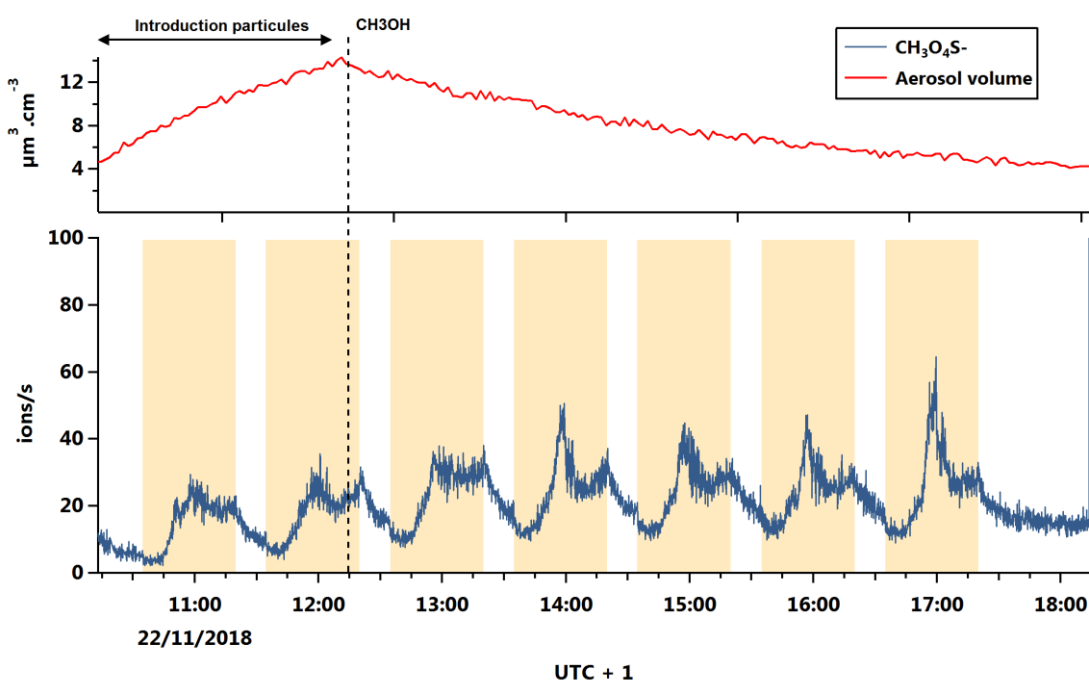 Introduction particules
CH3OH
CH₃O₄S-
Aerosol volume
µm³.cm⁻³
12
8
4
ions/s
100
80
60
40
20
0
11:00 12:00 13:00 14:00 15:00 16:00 17:00 18:00
22/11/2018
UTC + 1